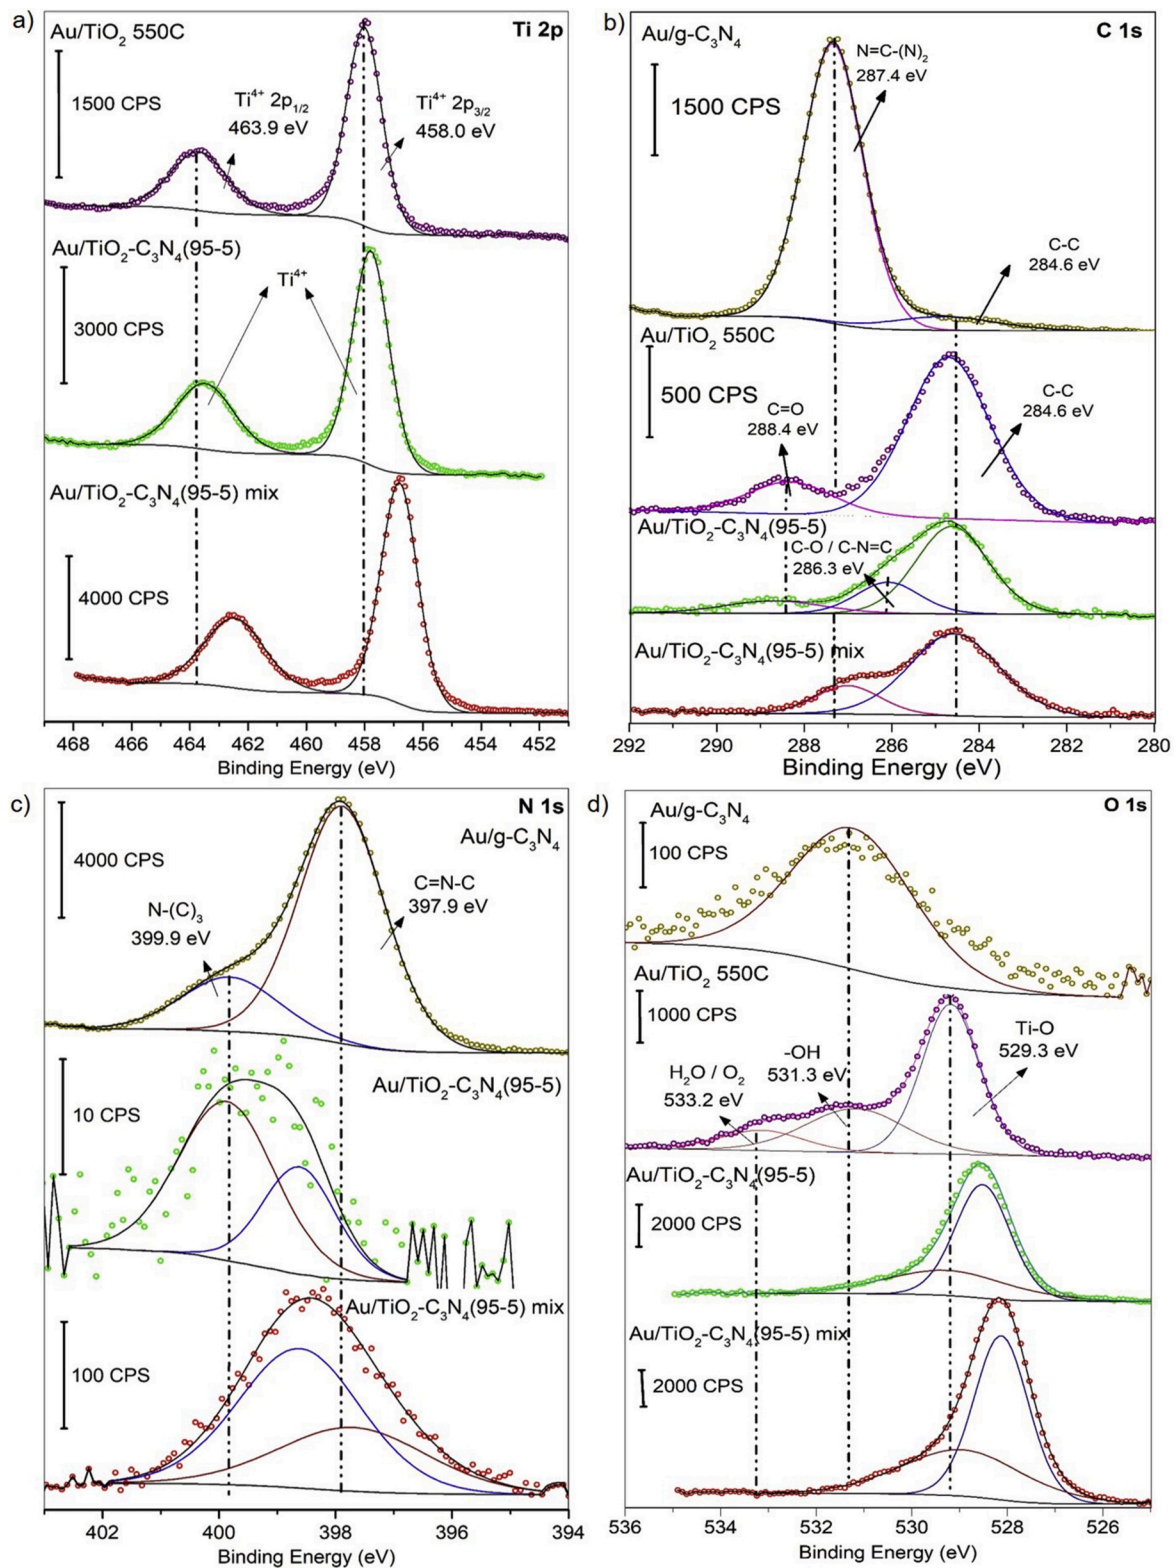 a)
Au/TiO₂ 550C
Ti 2p
1500 CPS
Ti⁴⁺ 2p₁/₂
463.9 eV
Ti⁴⁺ 2p₃/₂
458.0 eV
Au/TiO₂-C₃N₄(95-5)
Ti⁴⁺
3000 CPS
Au/TiO₂-C₃N₄(95-5) mix
4000 CPS
468 466 464 462 460 458 456 454 452
Binding Energy (eV)
b)
Au/g-C₃N₄
C 1s
N=C-(N)₂
287.4 eV
1500 CPS
C-C
284.6 eV
Au/TiO₂ 550C
500 CPS
C=O
288.4 eV
C-C
284.6 eV
Au/TiO₂-C₃N₄(95-5)
C-O / C-N=C
286.3 eV
Au/TiO₂-C₃N₄(95-5) mix
292 290 288 286 284 282 280
Binding Energy (eV)
c)
N 1s
Au/g-C₃N₄
4000 CPS
N-(C)₃
399.9 eV
C=N-C
397.9 eV
Au/TiO₂-C₃N₄(95-5)
10 CPS
Au/TiO₂-C₃N₄(95-5) mix
100 CPS
402 400 398 396 394
Binding Energy (eV)
d)
Au/g-C₃N₄
O 1s
100 CPS
Au/TiO₂ 550C
1000 CPS
Ti-O
529.3 eV
-OH
531.3 eV
H₂O / O₂
533.2 eV
Au/TiO₂-C₃N₄(95-5)
2000 CPS
Au/TiO₂-C₃N₄(95-5) mix
2000 CPS
536 534 532 530 528 526
Binding Energy (eV)